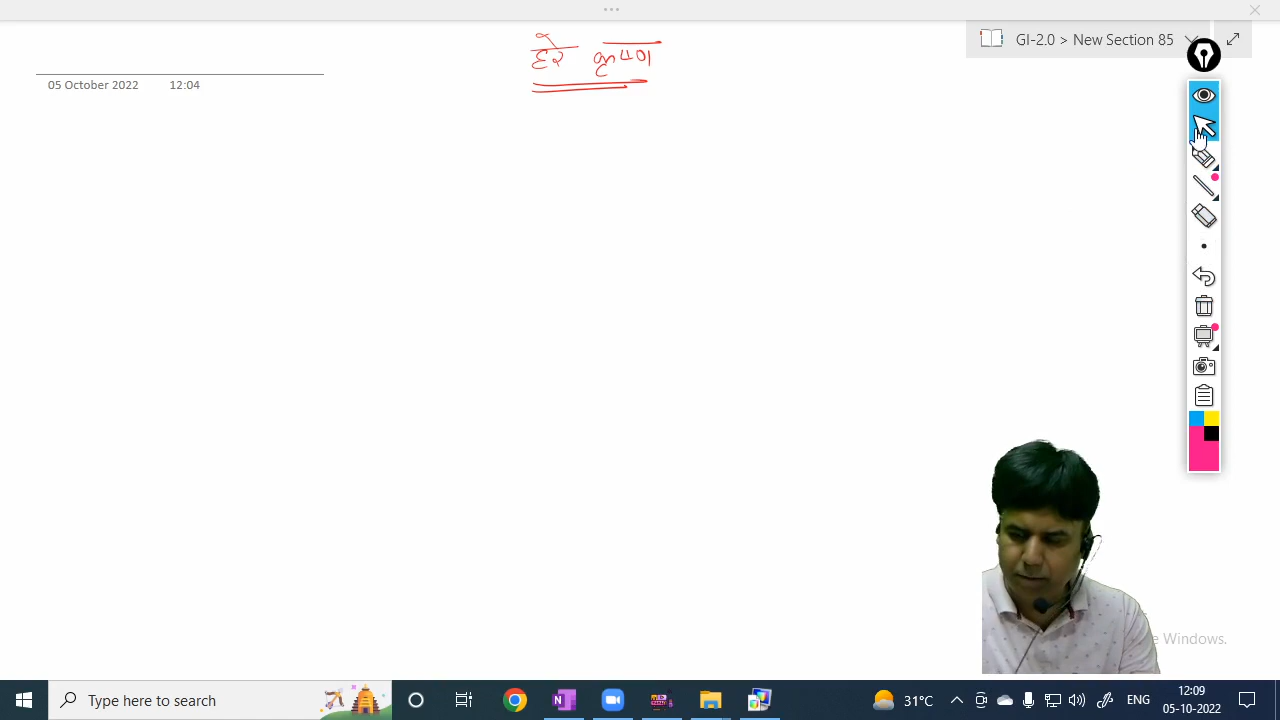 GI-2.0 > New Section 85
05 October 2022 12:04
e Windows.
Type here to search
31°C ENG 12:09
05-10-2022